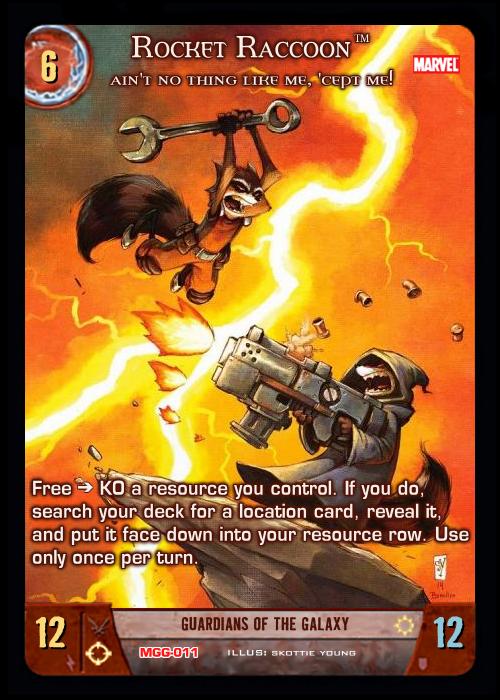 6
Rocket Raccoon™
AIN'T NO THING LIKE ME, 'CEPT ME!
MARVEL
Free → KO a resource you control. If you do,
search your deck for a location card, reveal it,
and put it face down into your resource row. Use
only once per turn.
SY
14
12
GUARDIANS OF THE GALAXY
12
MGG-011
ILLUS: SKOTTIE YOUNG